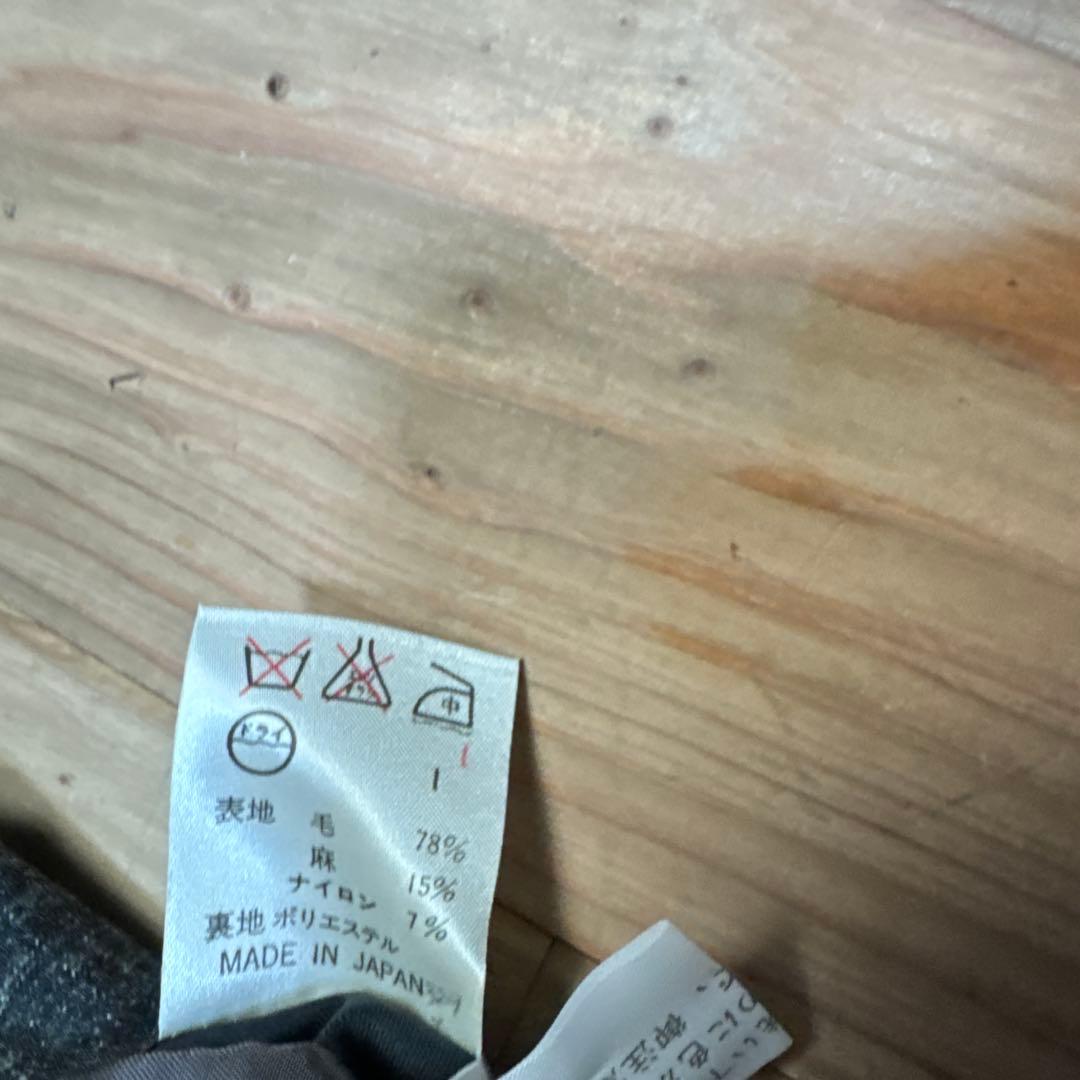 中
ドライ
表地 毛 78%
麻 15%
ナイロン 7%
裏地 ポリエステル
MADE IN JAPAN